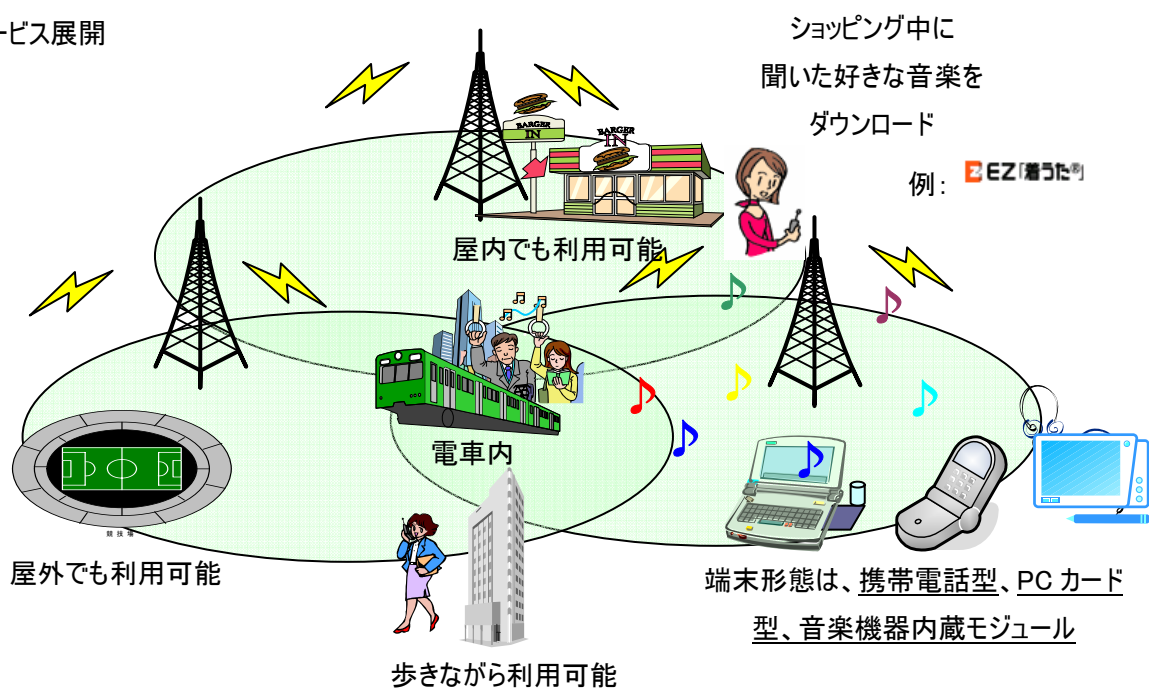 ービス展開
ショッピング中に
聞いた好きな音楽を
ダウンロード
例: EZ「着うた®」
BARGER
IN
BARGER
IN
屋内でも利用可能
電車内
競技場
屋外でも利用可能
歩きながら利用可能
端末形態は、携帯電話型、PC カード
型、音楽機器内蔵モジュール